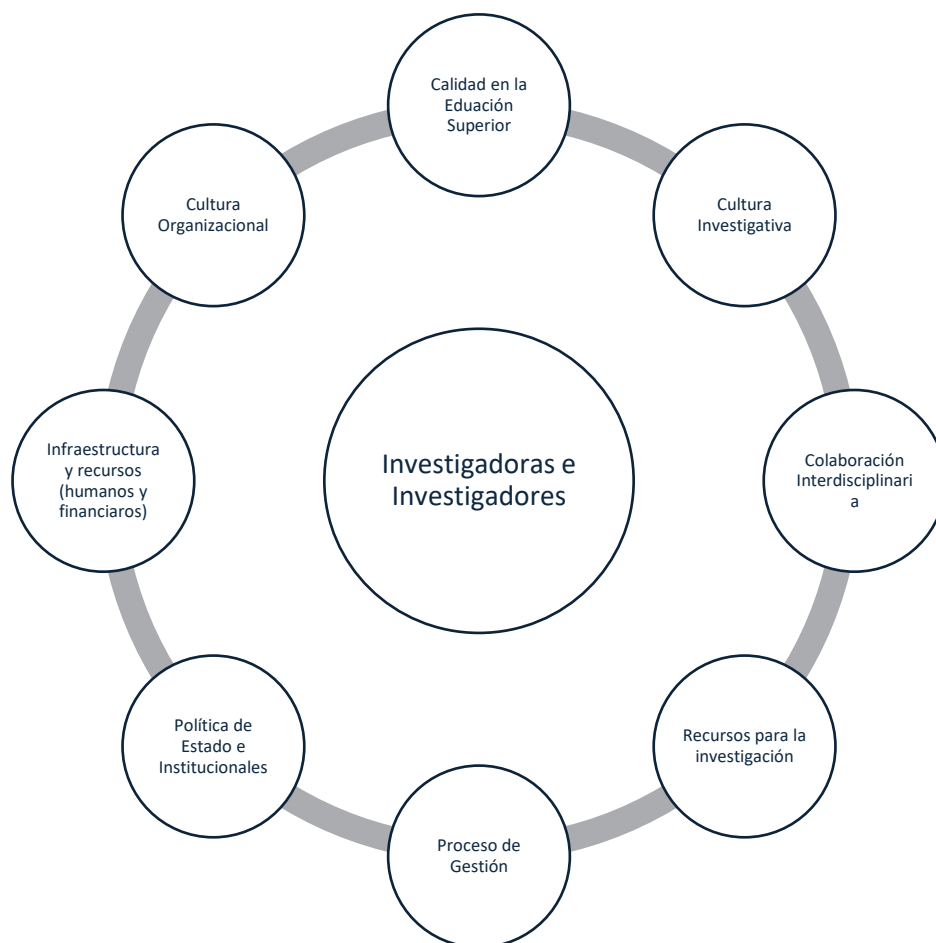 Calidad en la
Eduación
Superior
Cultura
Investigativa
Colaboración
Interdisciplinari
a
Recursos para la
investigación
Proceso de
Gestión
Política de
Estado e
Institucionales
Infraestructura
y recursos
(humanos y
financiaros)
Cultura
Organizacional
Investigadoras e
Investigadores